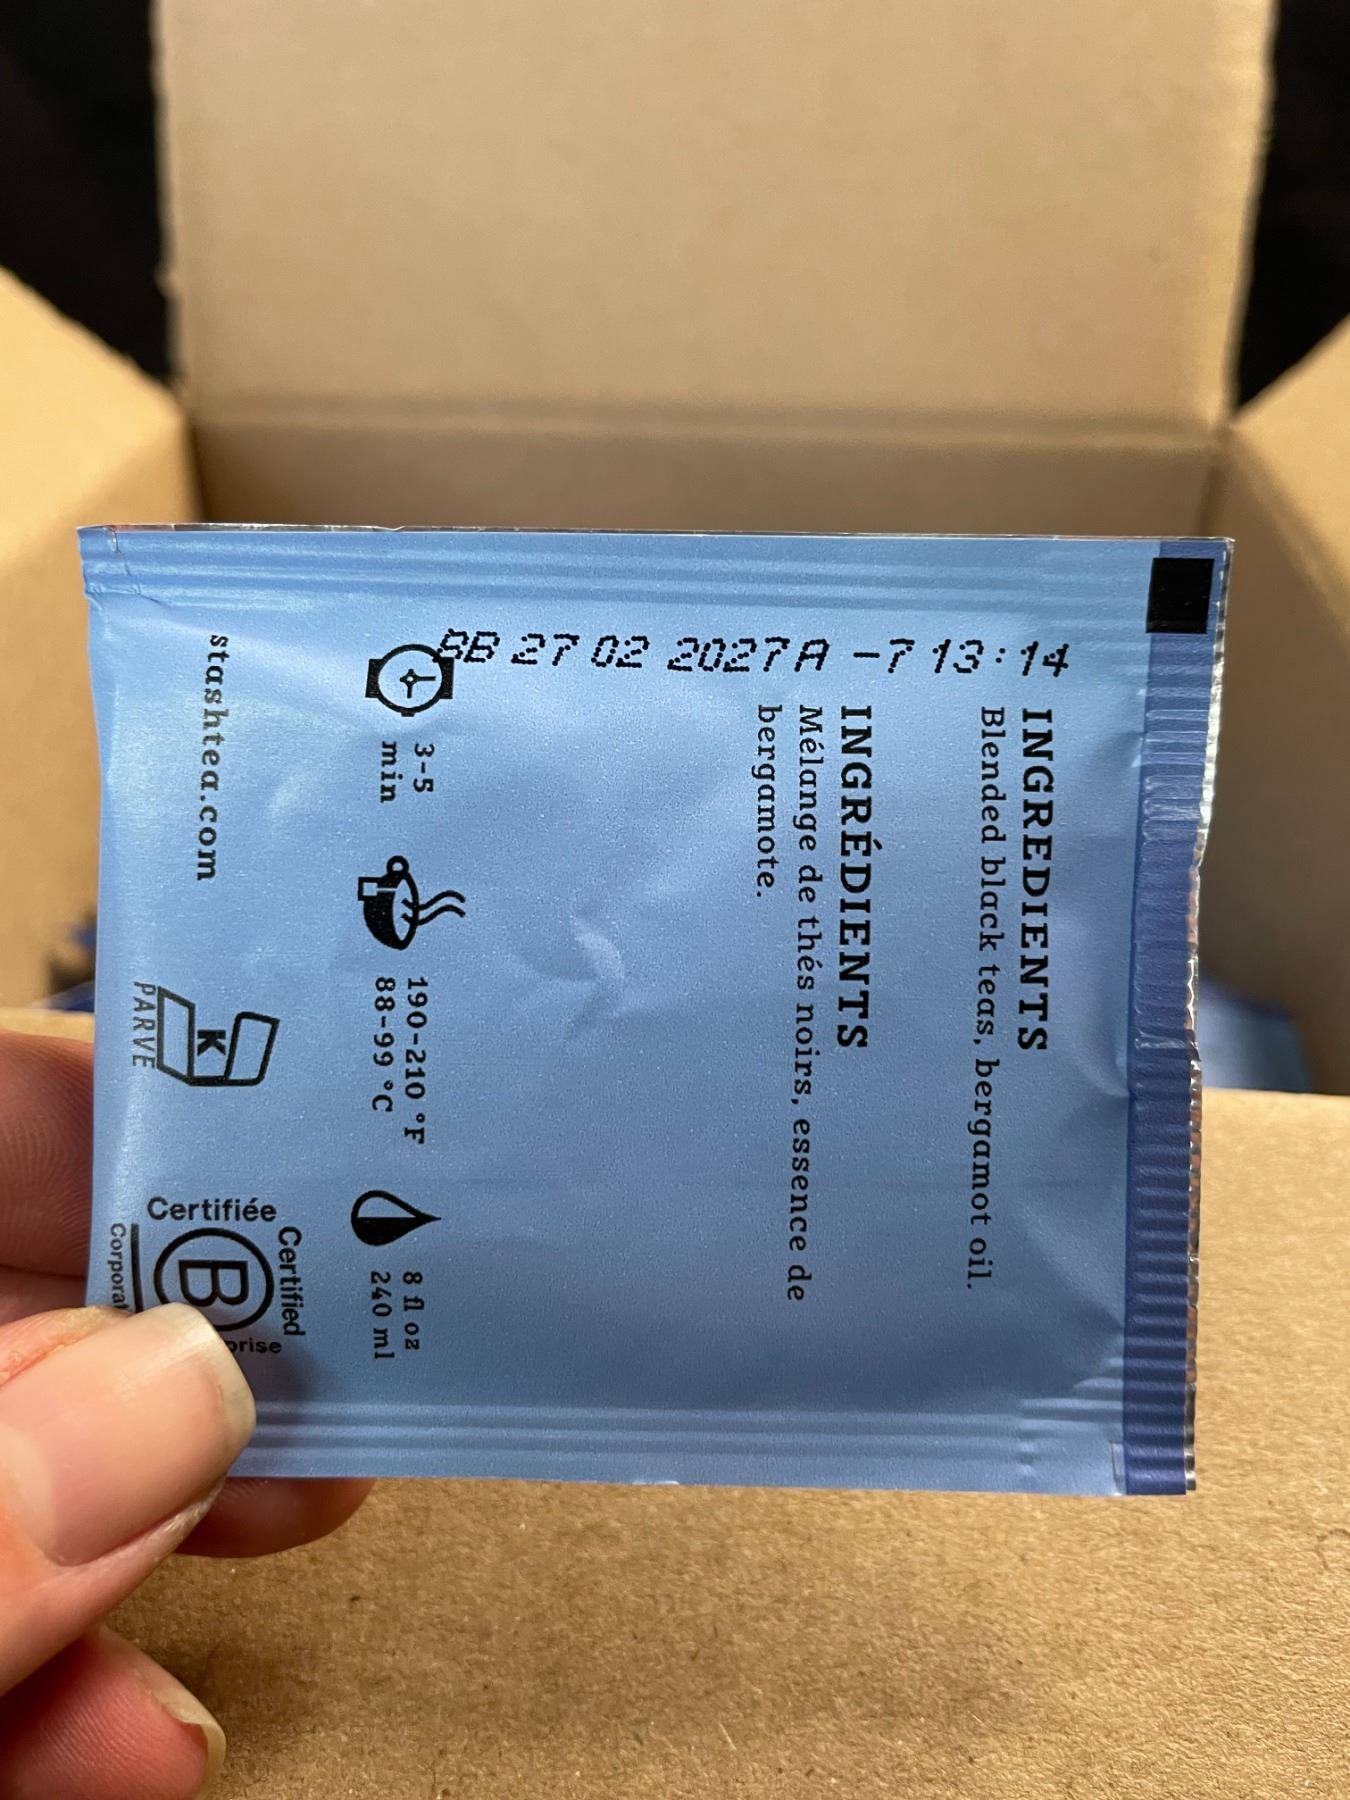 BB 27 02 2027 A -7 13:14
INGREDIENTS
Blended black teas, bergamot oil.
INGRÉDIENTS
Mélange de thés noirs, essence de
bergamote.
3-5
min
190-210 °F
88-99 °C
8 fl oz
240 ml
stashtea.com
K
PARVE
Certifiée
Certified
B